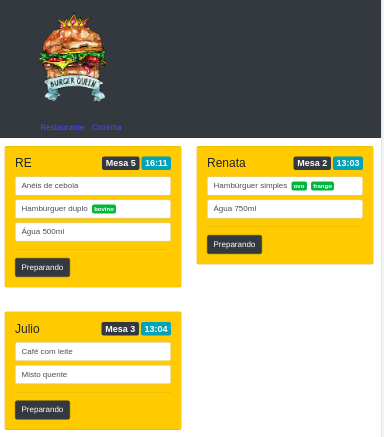 BURGER QUEEN
Restaurante Cozinha
RE Mesa 5 16:11
Anéis de cebola
Hambúrguer duplo bovino
Água 500ml
Preparando
Renata Mesa 2 13:03
Hambúrguer simples ovo frango
Água 750ml
Preparando
Julio Mesa 3 13:04
Café com leite
Misto quente
Preparando